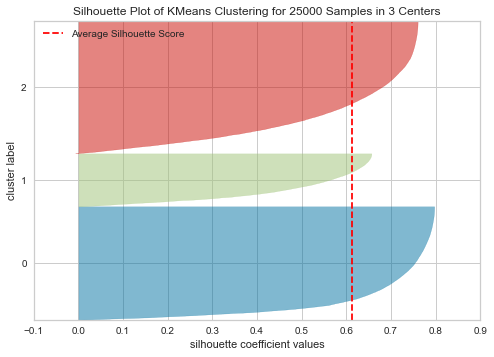 Silhouette Plot of KMeans Clustering for 25000 Samples in 3 Centers
Average Silhouette Score
cluster label
2
1
0
−0.1 0.0 0.1 0.2 0.3 0.4 0.5 0.6 0.7 0.8 0.9
silhouette coefficient values